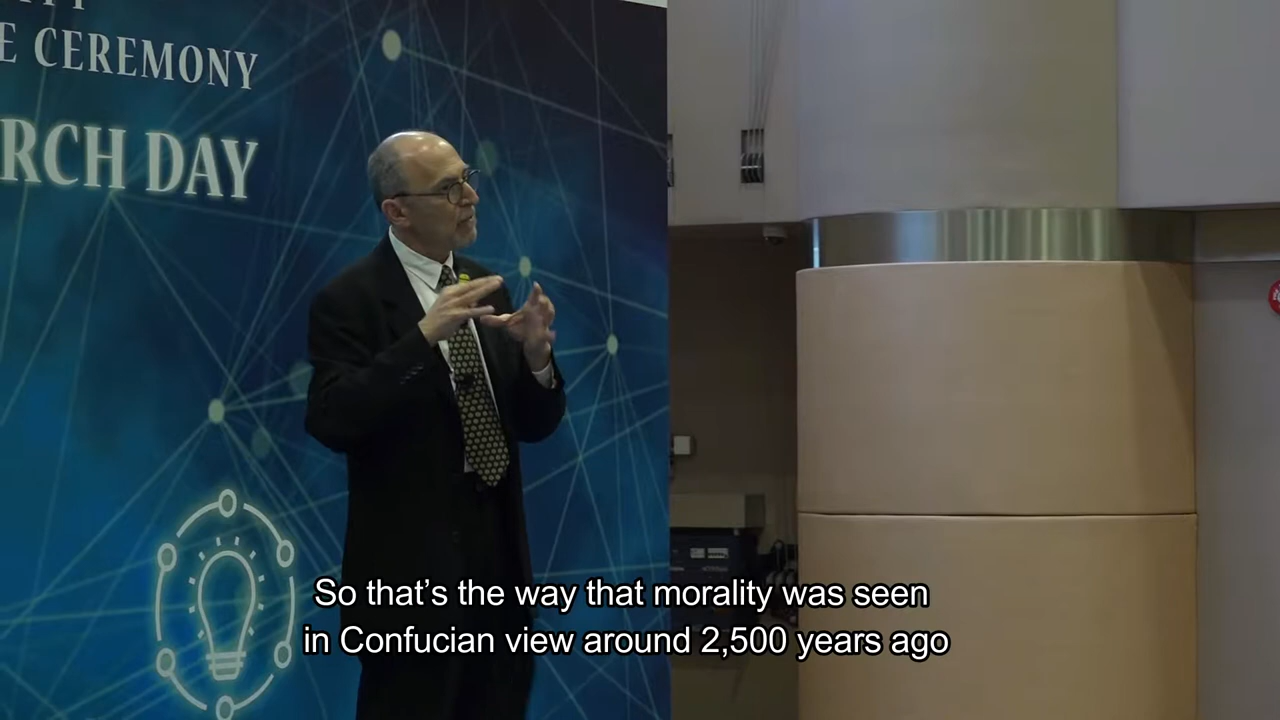 E CEREMONY
RCH DAY
So that's the way that morality was seen
in Confucian view around 2,500 years ago